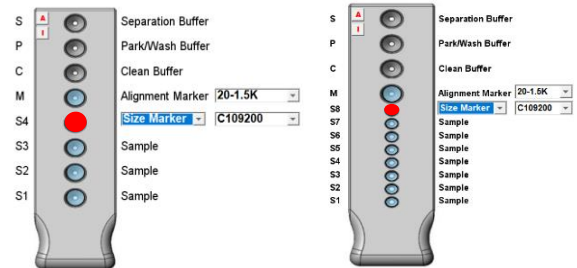 S A Separation Buffer
I
P Park/Wash Buffer
C Clean Buffer
M Alignment Marker 20-1.5K
S4 Size Marker C109200
S3 Sample
S2 Sample
S1 Sample
S A Separation Buffer
I
P Park/Wash Buffer
C Clean Buffer
M Alignment Marker 20-1.5K
S8 Size Marker C109200
S7 Sample
S6 Sample
S5 Sample
S4 Sample
S3 Sample
S2 Sample
S1 Sample